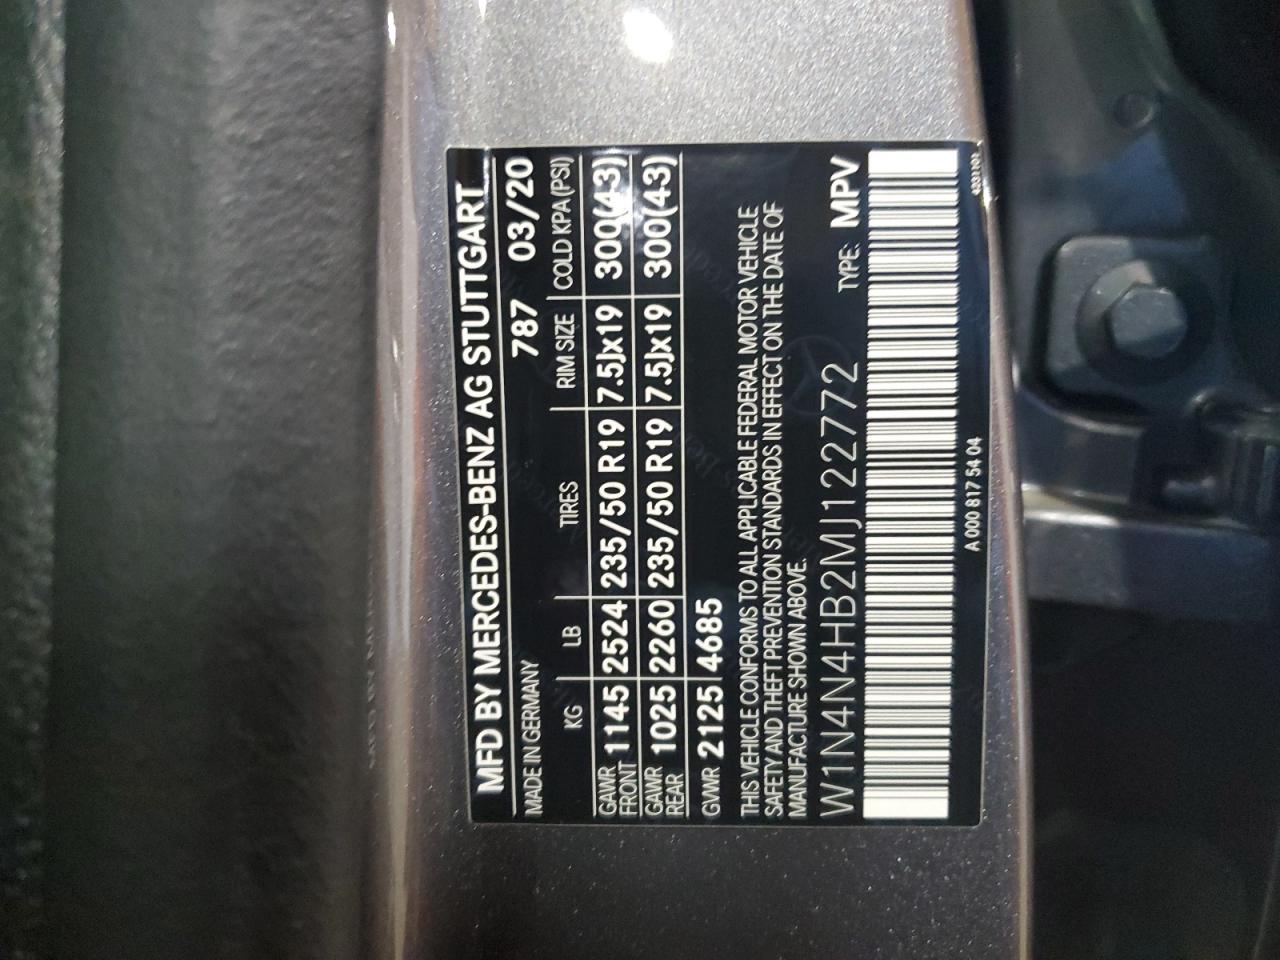 MFD BY MERCEDES-BENZ AG STUTTGART
MADE IN GERMANY 787 03/20
KG LB TIRES RIM SIZE COLD KPA (PSI)
GAWR FRONT 1145 2524 235/50 R19 7.5Jx19 300(43)
GAWR REAR 1025 2260 235/50 R19 7.5Jx19 300(43)
GVWR 2125 4685
THIS VEHICLE CONFORMS TO ALL APPLICABLE FEDERAL MOTOR VEHICLE
SAFETY AND THEFT PREVENTION STANDARDS IN EFFECT ON THE DATE OF
MANUFACTURE SHOWN ABOVE.
W1N4N4HB2MJ122772 TYPE: MPV
A 000 817 54 04